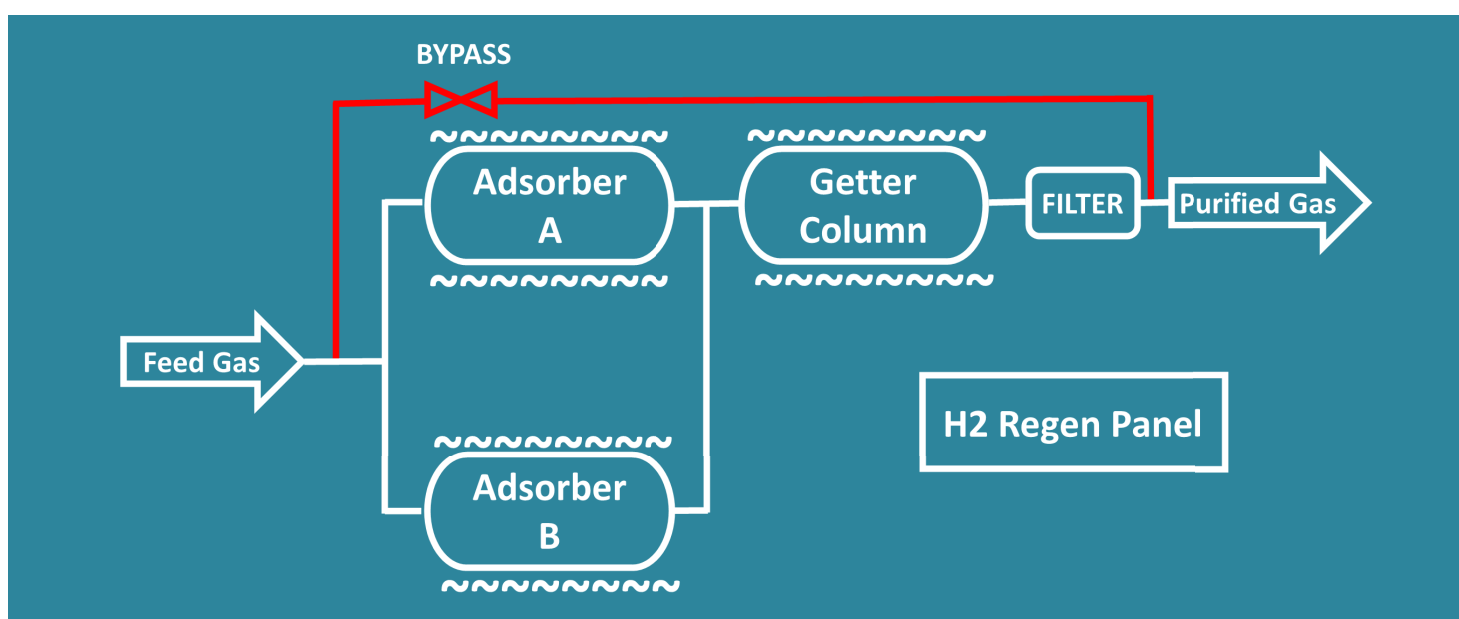 BYPASS
Adsorber
A
Getter
Column
FILTER
Purified Gas
Feed Gas
H2 Regen Panel
Adsorber
B